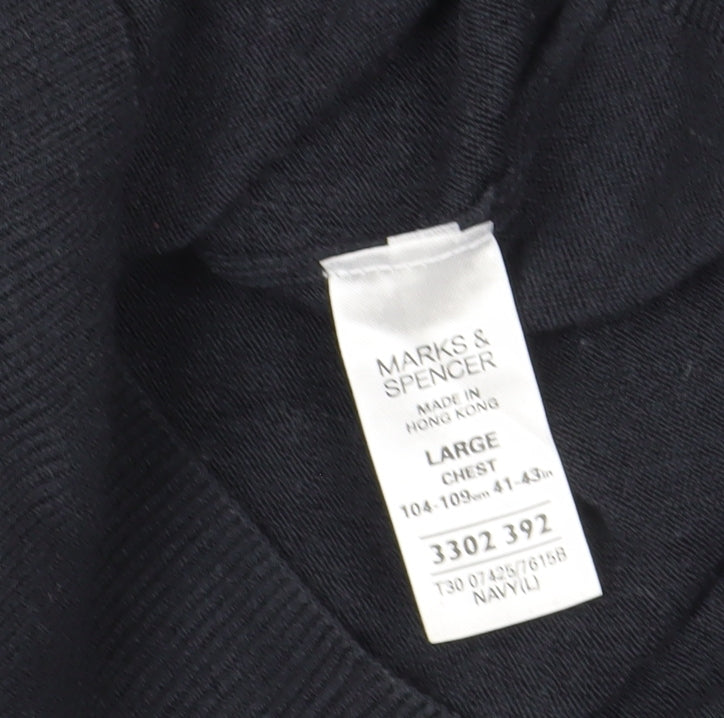 MARKS &
SPENCER
MADE IN
HONG KONG
LARGE
CHEST
104-109cm 41-43in
3302 392
T30 07425/7615B
NAVY(L)